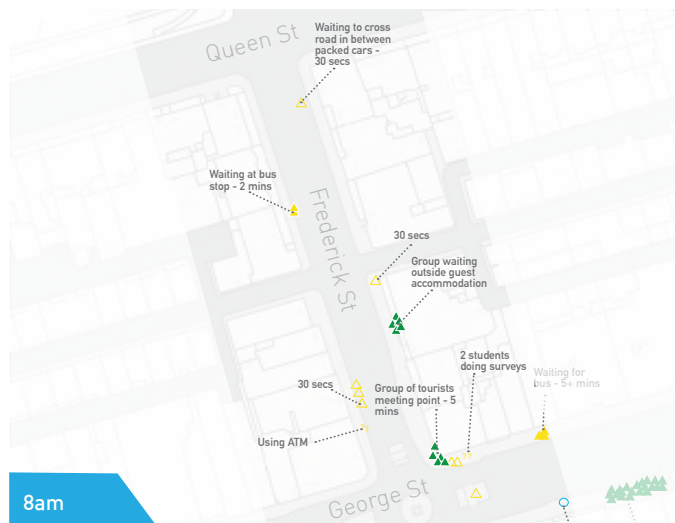 Waiting to cross
road in between
packed cars -
30 secs
Queen St
Waiting at bus
stop - 2 mins
Frederick St
30 secs
Group waiting
outside guest
accommodation
2 students
doing surveys
Waiting for
bus - 5+ mins
30 secs
Group of tourists
meeting point - 5
mins
Using ATM
??
George St
8am